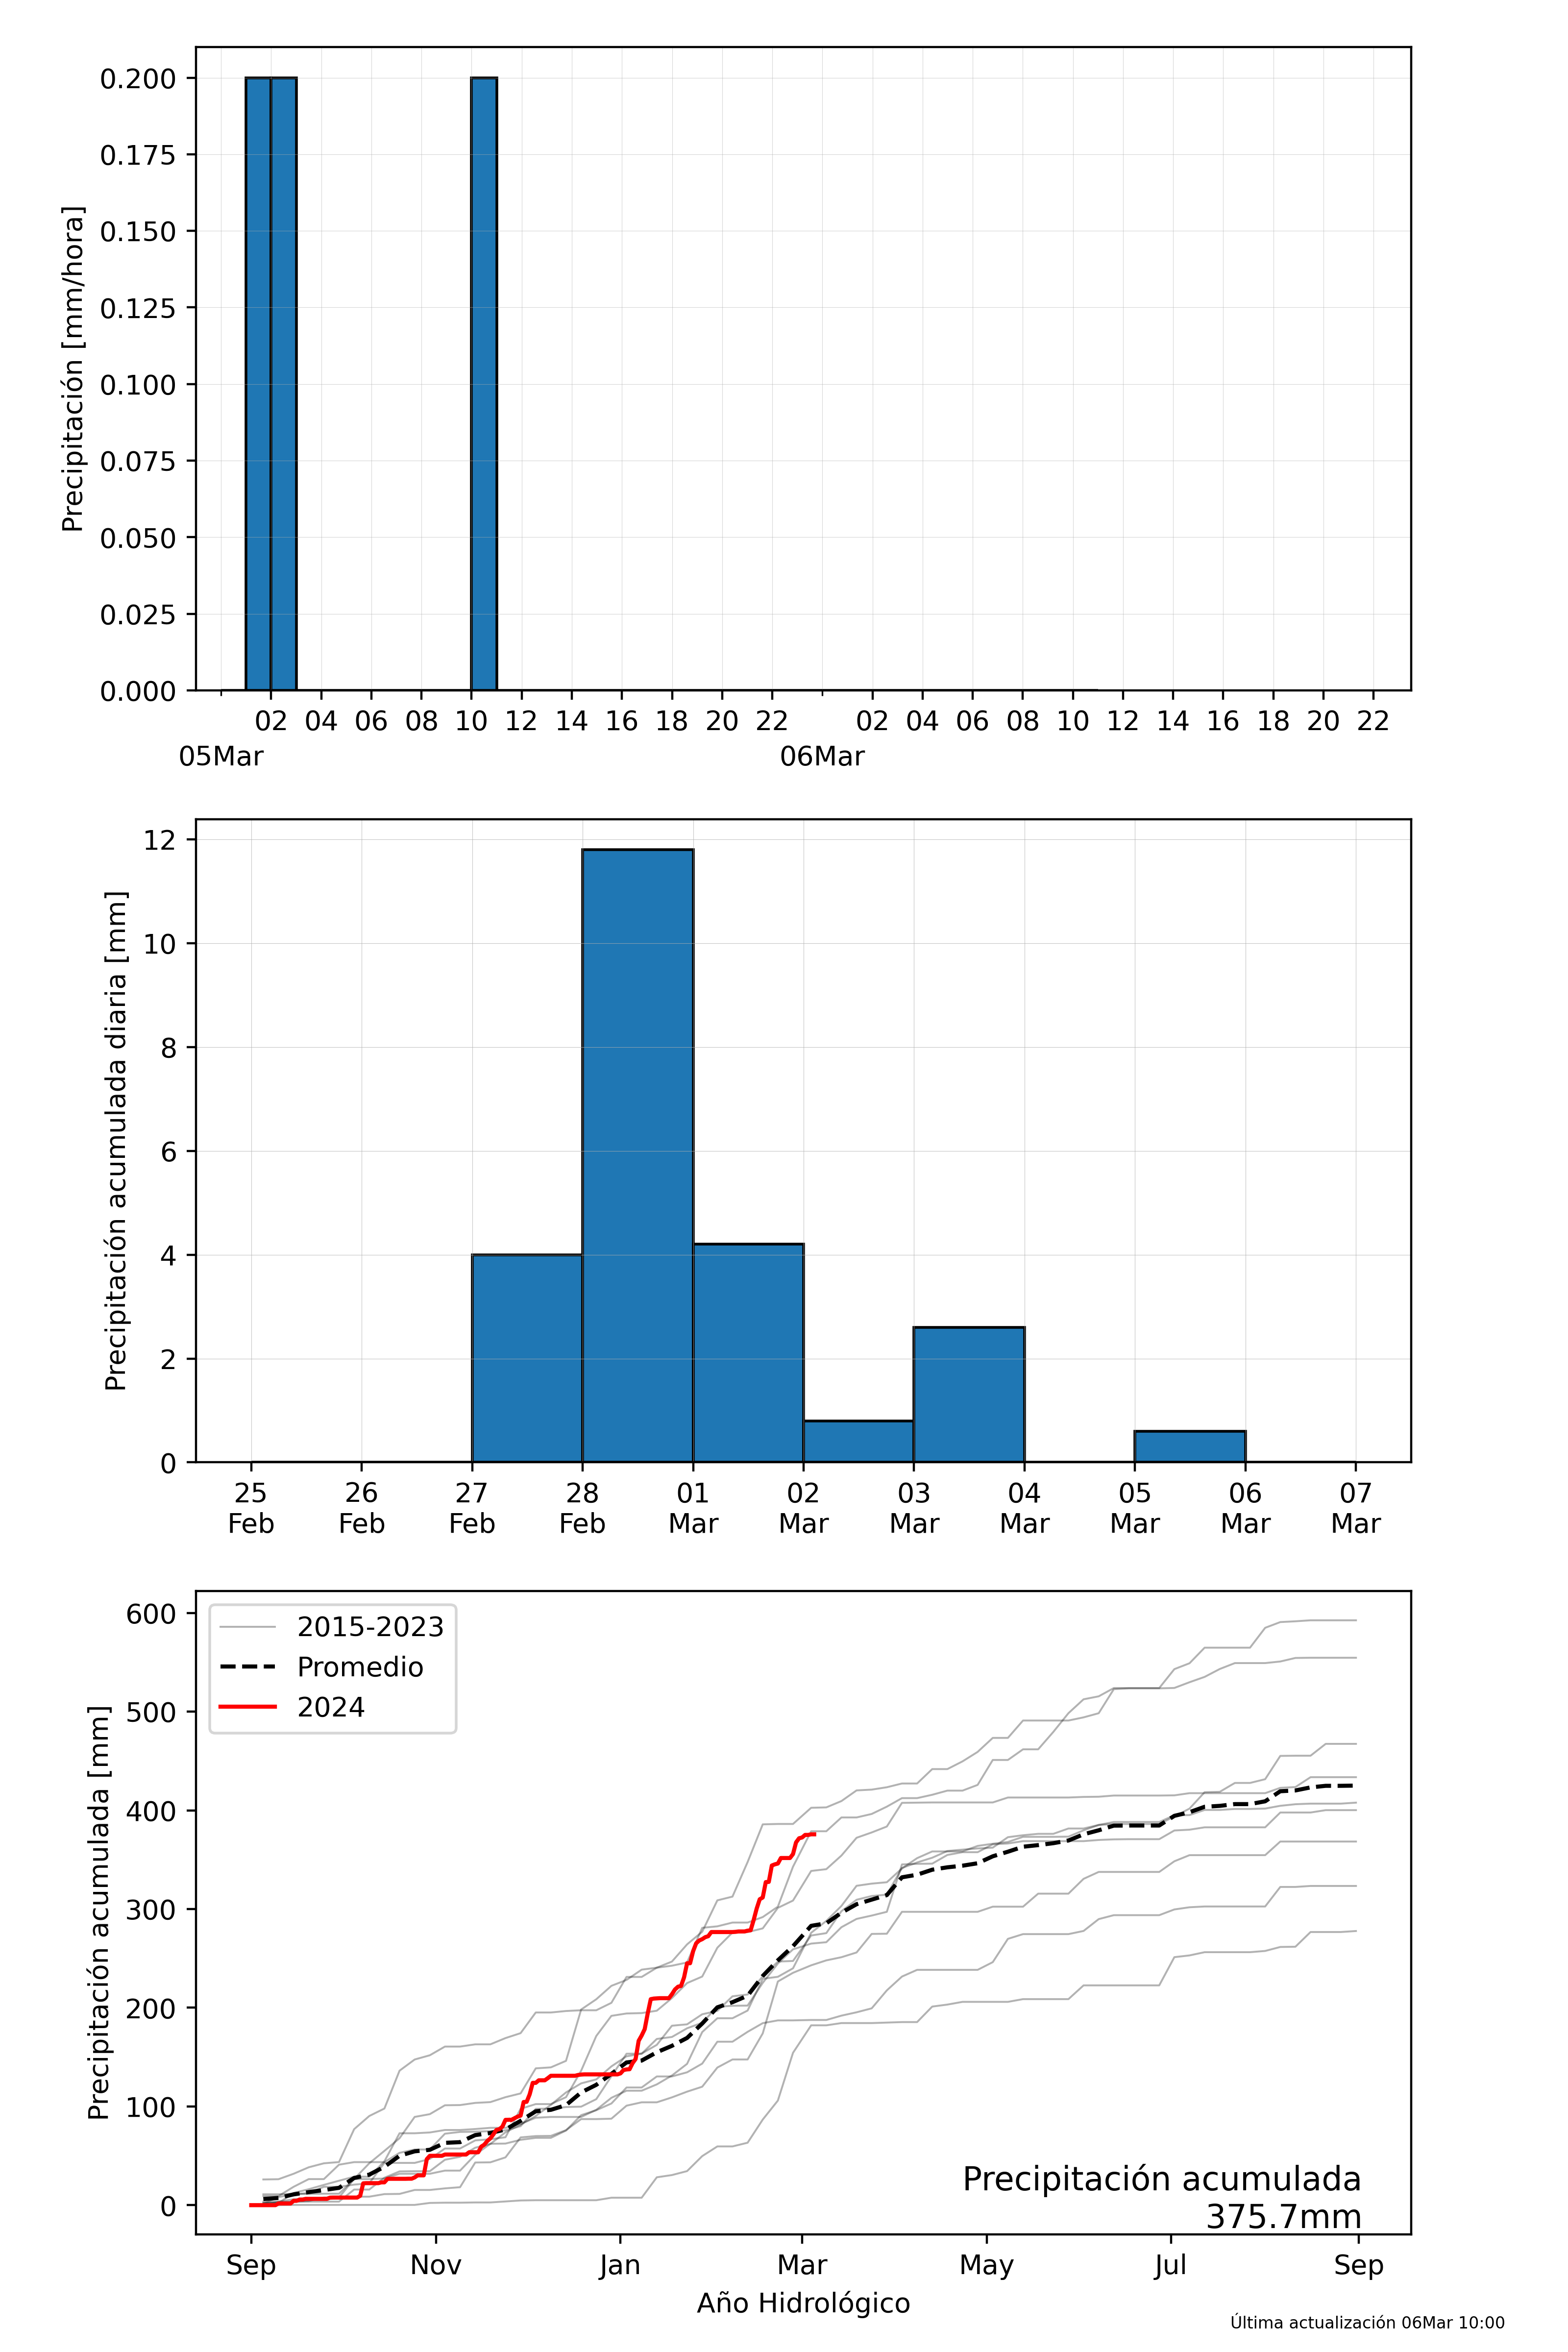 Precipitación [mm/hora]
0.200
0.175
0.150
0.125
0.100
0.075
0.050
0.025
0.000
02 04 06 08 10 12 14 16 18 20 22 02 04 06 08 10 12 14 16 18 20 22
05Mar 06Mar
Precipitación acumulada diaria [mm]
12
10
8
6
4
2
0
25 26 27 28 01 02 03 04 05 06 07
Feb Feb Feb Feb Mar Mar Mar Mar Mar Mar Mar
Precipitación acumulada [mm]
600
500
400
300
200
100
0
2015-2023
Promedio
2024
Precipitación acumulada
375.7mm
Sep Nov Jan Mar May Jul Sep
Año Hidrológico
Última actualización 06Mar 10:00